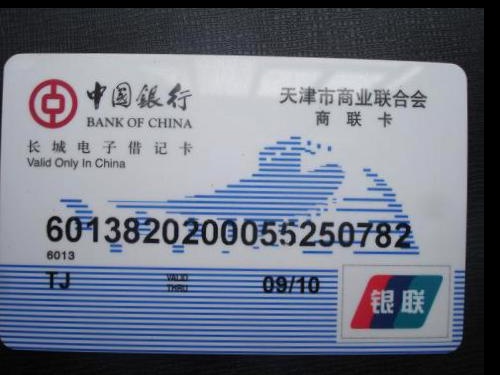 中国銀行
BANK OF CHINA
天津市商业联合会
商联卡
长城电子借记卡
Valid Only In China
6013820200055250782
6013
TJ
VALID
THRU
09/10
银联